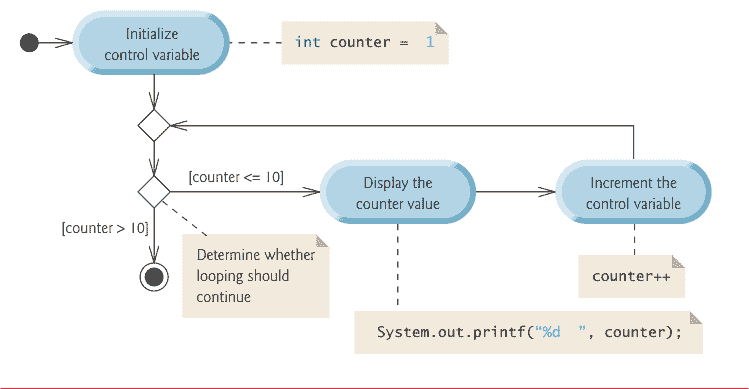 Initialize
control variable
int counter = 1
[counter <= 10]
Display the
counter value
Increment the
control variable
[counter > 10]
Determine whether
looping should
continue
counter++
System.out.printf(“%d  ”, counter);